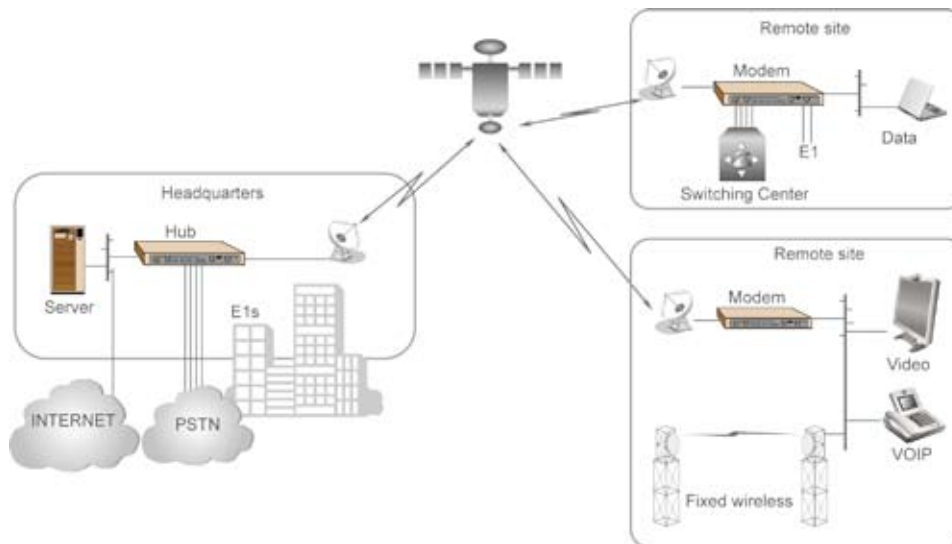 Headquarters
Hub
Server
E1s
INTERNET
PSTN
Remote site
Modem
E1
Data
Switching Center
Remote site
Modem
Video
VOIP
Fixed wireless